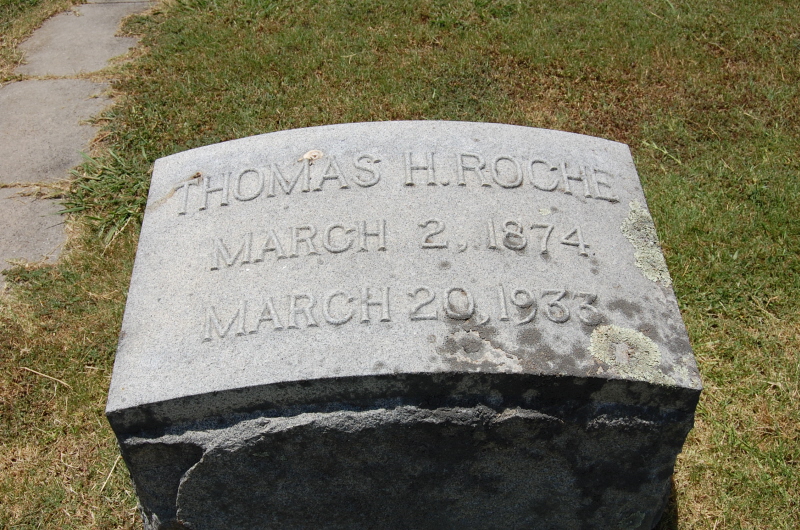 THOMAS H. ROCHE
MARCH 2, 1874
MARCH 20, 1933